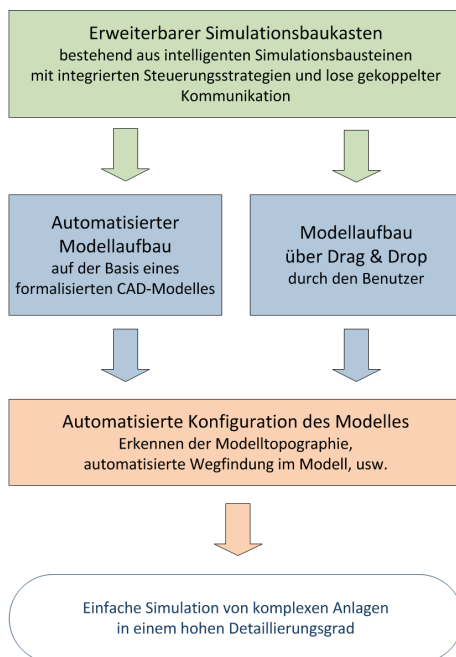 Erweiterbarer Simulationsbaukasten
bestehend aus intelligenten Simulationsbausteinen
mit integrierten Steuerungsstrategien und lose gekoppelter
Kommunikation
Automatisierter
Modellaufbau
auf der Basis eines
formalisierten CAD-Modelles
Modellaufbau
über Drag & Drop
durch den Benutzer
Automatisierte Konfiguration des Modelles
Erkennen der Modelltopographie,
automatisierte Wegfindung im Modell, usw.
Einfache Simulation von komplexen Anlagen
in einem hohen Detaillierungsgrad